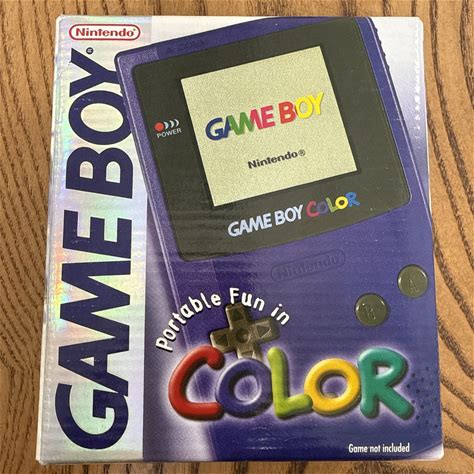 Nintendo®
GAME BOY
POWER
GAME BOY
Nintendo®
GAME BOY COLOR
Nintendo
B
A
Portable Fun in
COLOR
Game not included